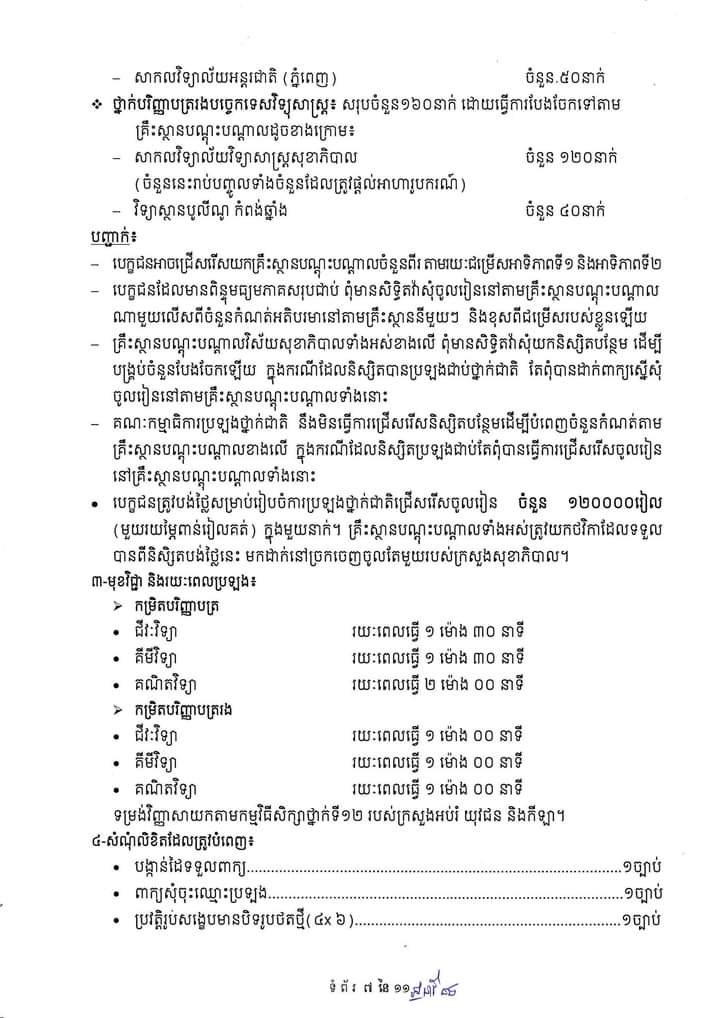 – សាកលវិទ្យាល័យអន្តរជាតិ (ភ្នំពេញ) ចំនួន.៥០នាក់
❖ ថ្នាក់បរិញ្ញាបត្ររងបច្ចេកទេសវិទ្យុសាស្ត្រ៖ សរុបចំនួន១៦០នាក់ ដោយធ្វើការបែងចែកទៅតាម
គ្រឹះស្ថានបណ្តុះបណ្តាលដូចខាងក្រោម៖
– សាកលវិទ្យាល័យវិទ្យាសាស្ត្រសុខាភិបាល ចំនួន ១២០នាក់
(ចំនួននេះរាប់បញ្ចូលទាំងចំនួនដែលត្រូវផ្តល់អាហារូបករណ៍)
– វិទ្យាស្ថានបូលីណូ កំពង់ឆ្នាំង ចំនួន ៤០នាក់
បញ្ជាក់៖
– បេក្ខជនអាចជ្រើសរើសយកគ្រឹះស្ថានបណ្តុះបណ្តាលចំនួនពីរ តាមរយៈជម្រើសអាទិភាពទី១ និងអាទិភាពទី២
– បេក្ខជនដែលមានពិន្ទុមធ្យមភាគសរុបជាប់ ពុំមានសិទ្ធិតវ៉ាសុំចូលរៀននៅតាមគ្រឹះស្ថានបណ្តុះបណ្តាល
ណាមួយលើសពីចំនួនកំណត់អតិបរមានៅតាមគ្រឹះស្ថាននីមួយៗ និងខុសពីជម្រើសរបស់ខ្លួនឡើយ
– គ្រឹះស្ថានបណ្តុះបណ្តាលវិស័យសុខាភិបាលទាំងអស់ខាងលើ ពុំមានសិទ្ធិតវ៉ាសុំយកនិស្សិតបន្ថែម ដើម្បី
បង្គ្រប់ចំនួនបែងចែកឡើយ ក្នុងករណីដែលនិស្សិតបានប្រឡងជាប់ថ្នាក់ជាតិ តែពុំបានដាក់ពាក្យស្នើសុំ
ចូលរៀននៅតាមគ្រឹះស្ថានបណ្តុះបណ្តាលទាំងនោះ
– គណៈកម្មាធិការប្រឡងថ្នាក់ជាតិ នឹងមិនធ្វើការជ្រើសរើសនិស្សិតបន្ថែមដើម្បីបំពេញចំនួនកំណត់តាម
គ្រឹះស្ថានបណ្តុះបណ្តាលខាងលើ ក្នុងករណីដែលនិស្សិតប្រឡងជាប់តែពុំបានធ្វើការជ្រើសរើសចូលរៀន
នៅគ្រឹះស្ថានបណ្តុះបណ្តាលទាំងនោះ
• បេក្ខជនត្រូវបង់ថ្លៃសម្រាប់រៀបចំការប្រឡងថ្នាក់ជាតិជ្រើសរើសចូលរៀន ចំនួន ១២០០០០រៀល
(មួយរយម្ភៃពាន់រៀលគត់) ក្នុងមួយនាក់។ គ្រឹះស្ថានបណ្តុះបណ្តាលទាំងអស់ត្រូវយកថវិកាដែលទទួល
បានពីនិស្សិតបង់ថ្លៃនេះ មកដាក់នៅច្រកចេញចូលតែមួយរបស់ក្រសួងសុខាភិបាល។
៣-មុខវិជ្ជា និងរយៈពេលប្រឡង៖
➢ កម្រិតបរិញ្ញាបត្រ
• ជីវៈវិទ្យា រយៈពេលធ្វើ ១ ម៉ោង ៣០ នាទី
• គីមីវិទ្យា រយៈពេលធ្វើ ១ ម៉ោង ៣០ នាទី
• គណិតវិទ្យា រយៈពេលធ្វើ ២ ម៉ោង ០០ នាទី
➢ កម្រិតបរិញ្ញាបត្ររង
• ជីវៈវិទ្យា រយៈពេលធ្វើ ១ ម៉ោង ០០ នាទី
• គីមីវិទ្យា រយៈពេលធ្វើ ១ ម៉ោង ០០ នាទី
• គណិតវិទ្យា រយៈពេលធ្វើ ១ ម៉ោង ០០ នាទី
ទម្រង់វិញ្ញាសាយកតាមកម្មវិធីសិក្សាថ្នាក់ទី១២ របស់ក្រសួងអប់រំ យុវជន និងកីឡា។
៤-សំណុំលិខិតដែលត្រូវបំពេញ៖
• បង្កាន់ដៃទទួលពាក្យ..........១ច្បាប់
• ពាក្យសុំចុះឈ្មោះប្រឡង..........១ច្បាប់
• ប្រវត្តិរូបសង្ខេបមានបិទរូបថតថ្មី(៤x ៦)..........១ច្បាប់
ទំព័រ ៧ នៃ ១១